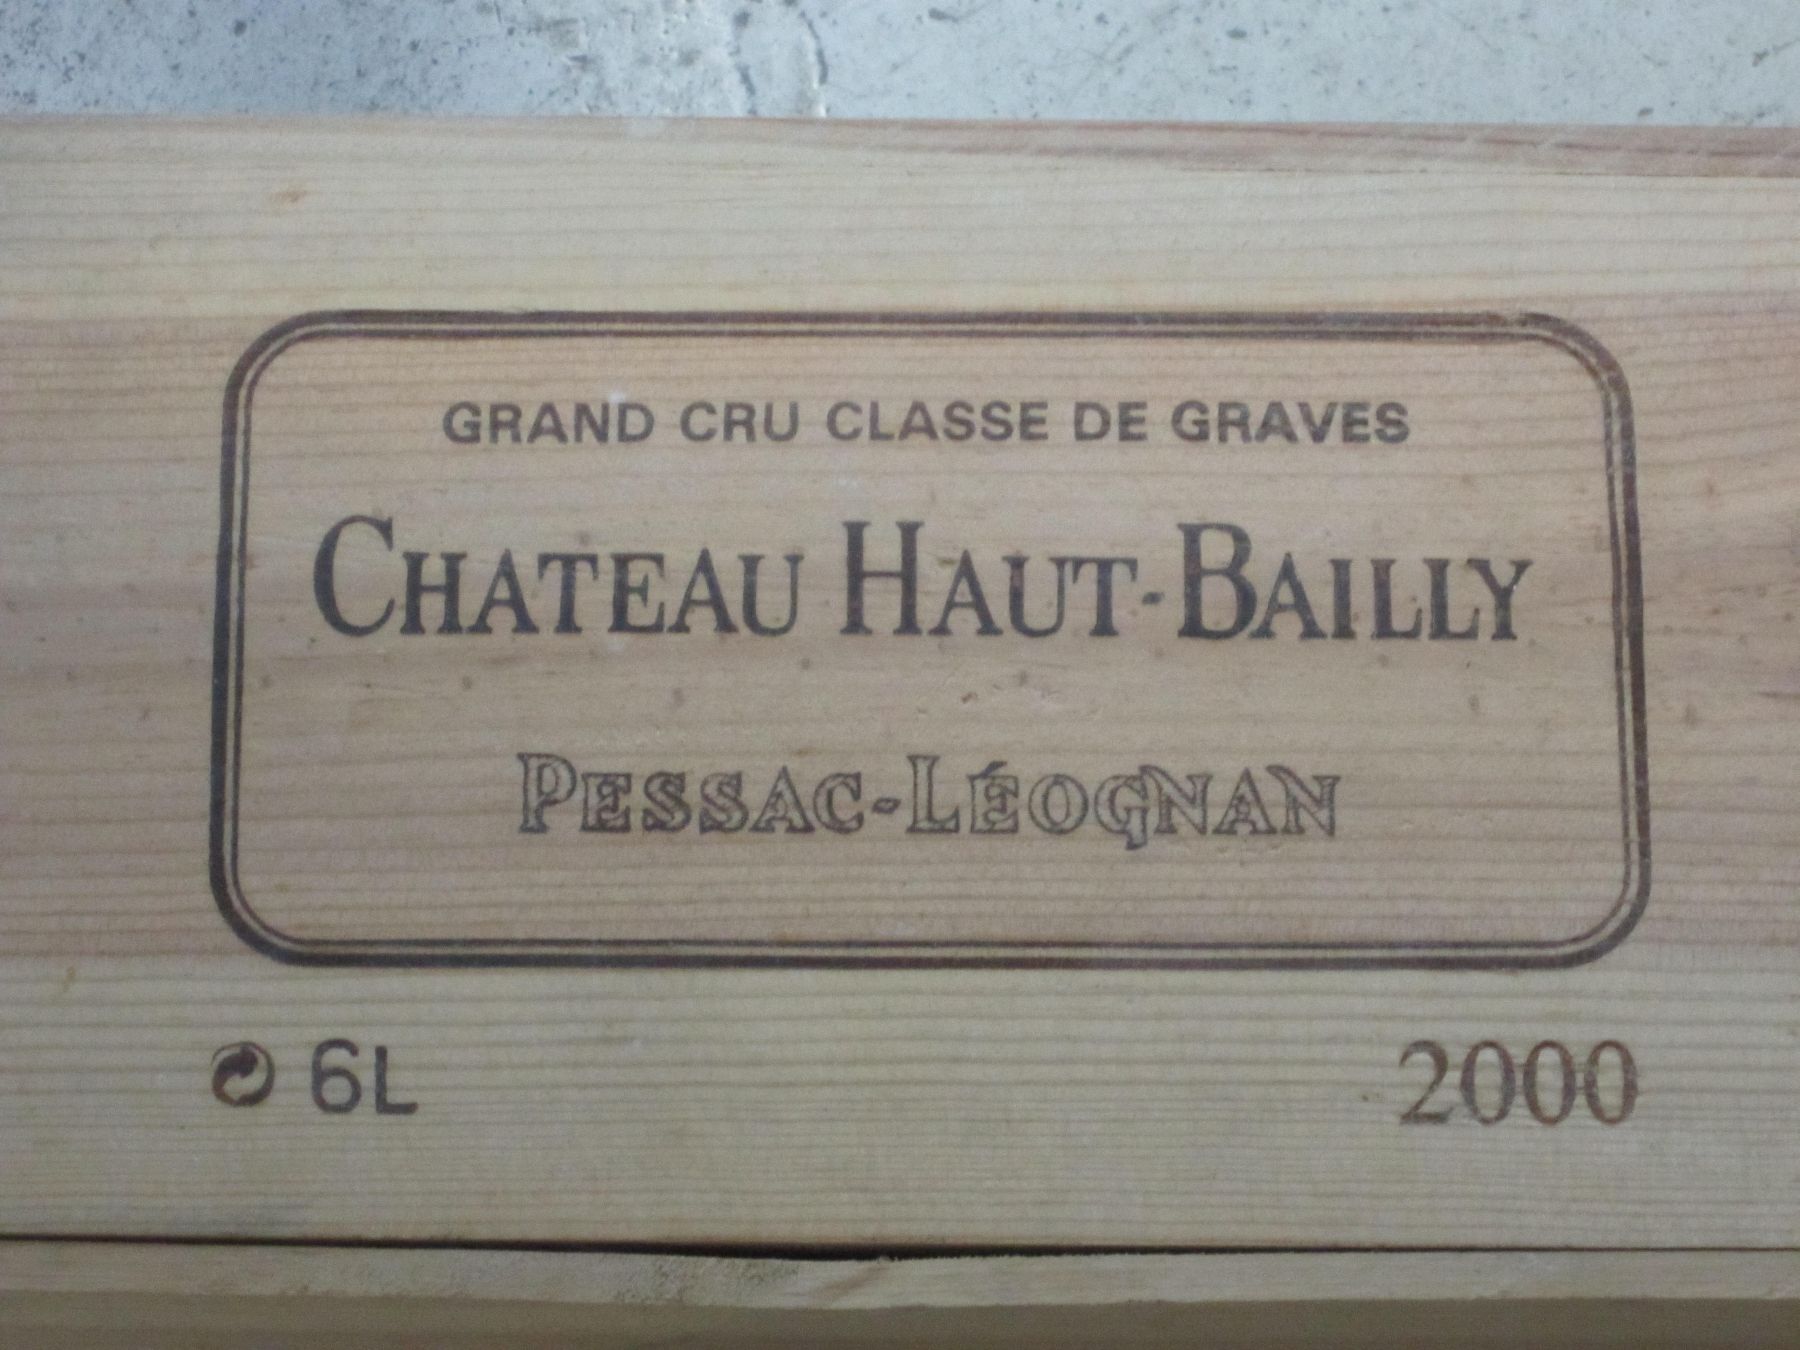 GRAND CRU CLASSE DE GRAVES
CHATEAU HAUT-BAILLY
PESSAC-LÉOGNAN
6L 2000